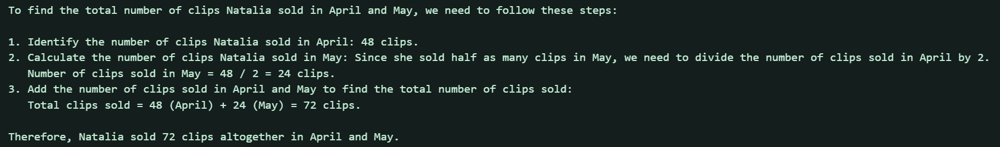 To find the total number of clips Natalia sold in April and May, we need to follow these steps:

1. Identify the number of clips Natalia sold in April: 48 clips.
2. Calculate the number of clips Natalia sold in May: Since she sold half as many clips in May, we need to divide the number of clips sold in April by 2.
   Number of clips sold in May = 48 / 2 = 24 clips.
3. Add the number of clips sold in April and May to find the total number of clips sold:
   Total clips sold = 48 (April) + 24 (May) = 72 clips.

Therefore, Natalia sold 72 clips altogether in April and May.